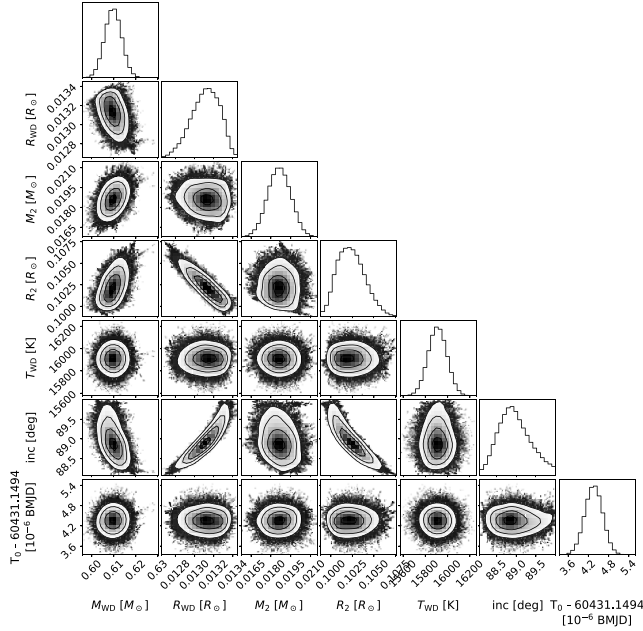 0.0134
0.0132
0.0130
0.0128
R_WD [R_⊙]
0.0210
0.0195
0.0180
0.0165
M_2 [M_⊙]
0.1075
0.1050
0.1025
0.1000
R_2 [R_⊙]
16200
16000
15800
15600
T_WD [K]
89.5
89.0
88.5
inc [deg]
5.4
4.8
4.2
3.6
T_0 - 60431.1494
[10^-6 BMJD]
0.60 0.61 0.62 0.63
0.0128 0.0130 0.0132 0.0134
0.0165 0.0180 0.0195 0.0210
0.1000 0.1025 0.1050 0.1075
15800 16000 16200
88.5 89.0 89.5
3.6 4.2 4.8 5.4
M_WD [M_⊙] R_WD [R_⊙] M_2 [M_⊙] R_2 [R_⊙] T_WD [K] inc [deg] T_0 - 60431.1494
[10^-6 BMJD]